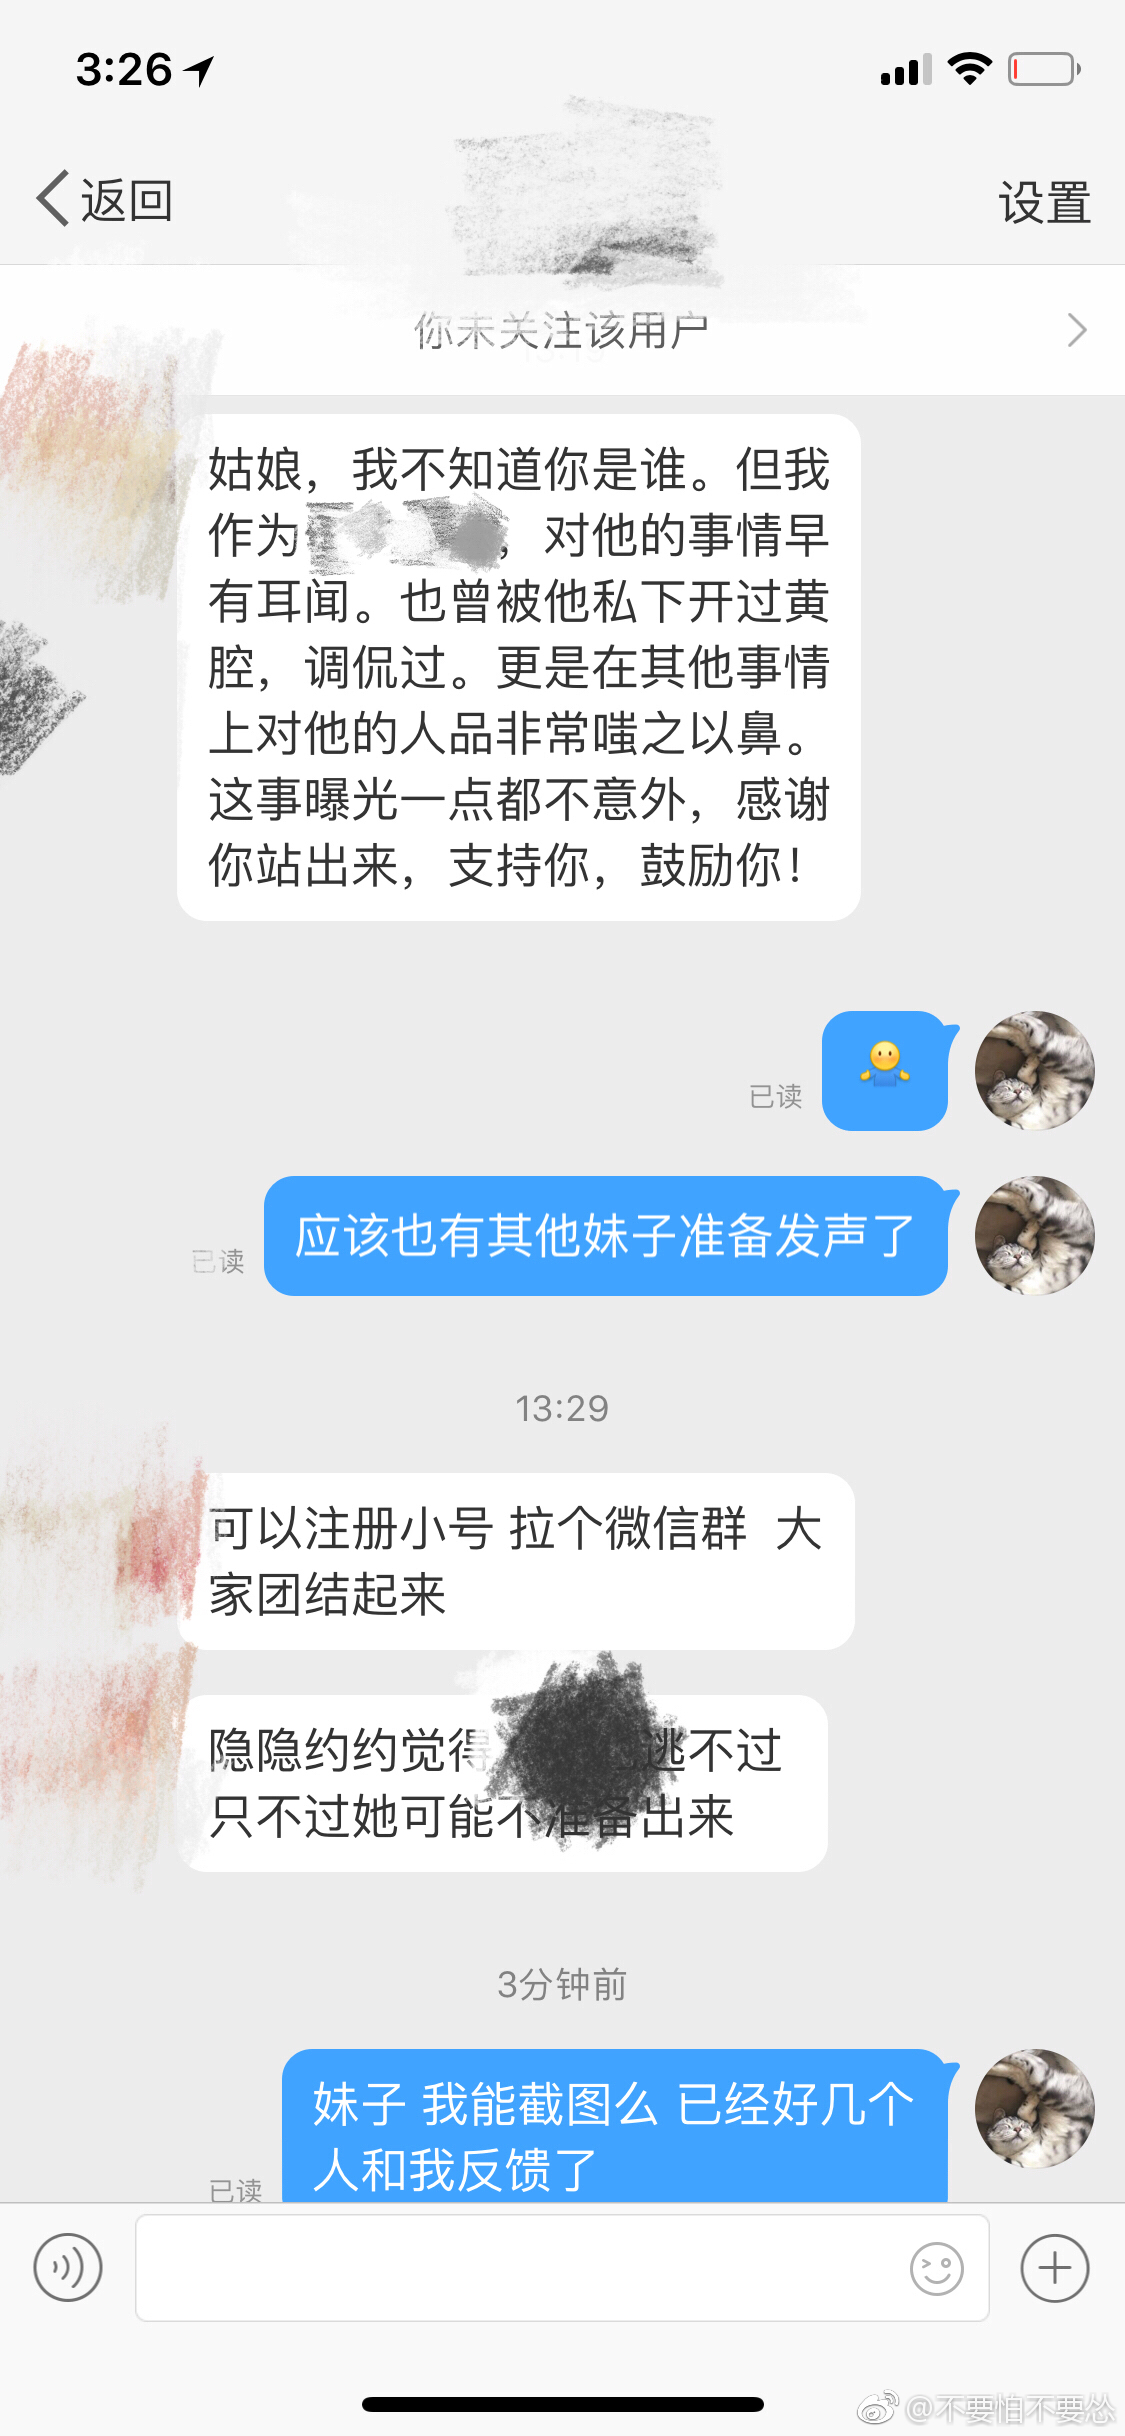 3:26
返回
设置
你未关注该用户
姑娘，我不知道你是谁。但我
作为 ，对他的事情早
有耳闻。也曾被他私下开过黄
腔，调侃过。更是在其他事情
上对他的人品非常嗤之以鼻。
这事曝光一点都不意外，感谢
你站出来，支持你，鼓励你！
已读
应该也有其他妹子准备发声了
已读
13:29
可以注册小号 拉个微信群 大
家团结起来
隐隐约约觉得 逃不过
只不过她可能不准备出来
3分钟前
妹子 我能截图么 已经好几个
人和我反馈了
已读
@不要怕不要怂